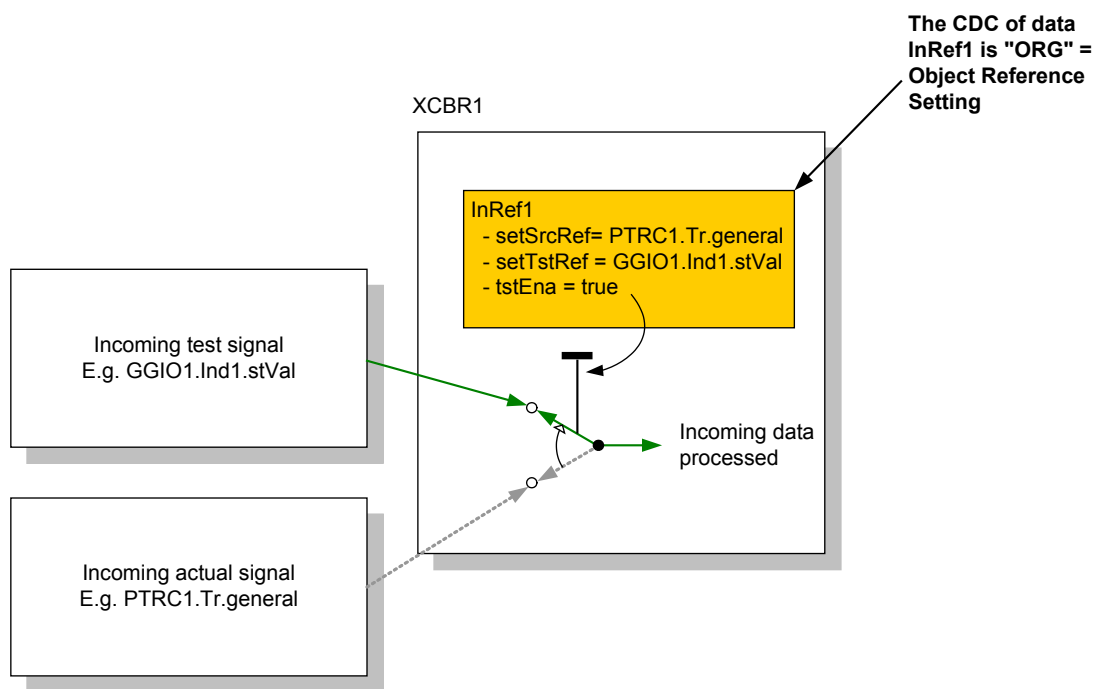 The CDC of data
InRef1 is "ORG" =
Object Reference
Setting
XCBR1
InRef1
- setSrcRef= PTRC1.Tr.general
- setTstRef = GGIO1.Ind1.stVal
- tstEna = true
Incoming test signal
E.g. GGIO1.Ind1.stVal
Incoming data
processed
Incoming actual signal
E.g. PTRC1.Tr.general